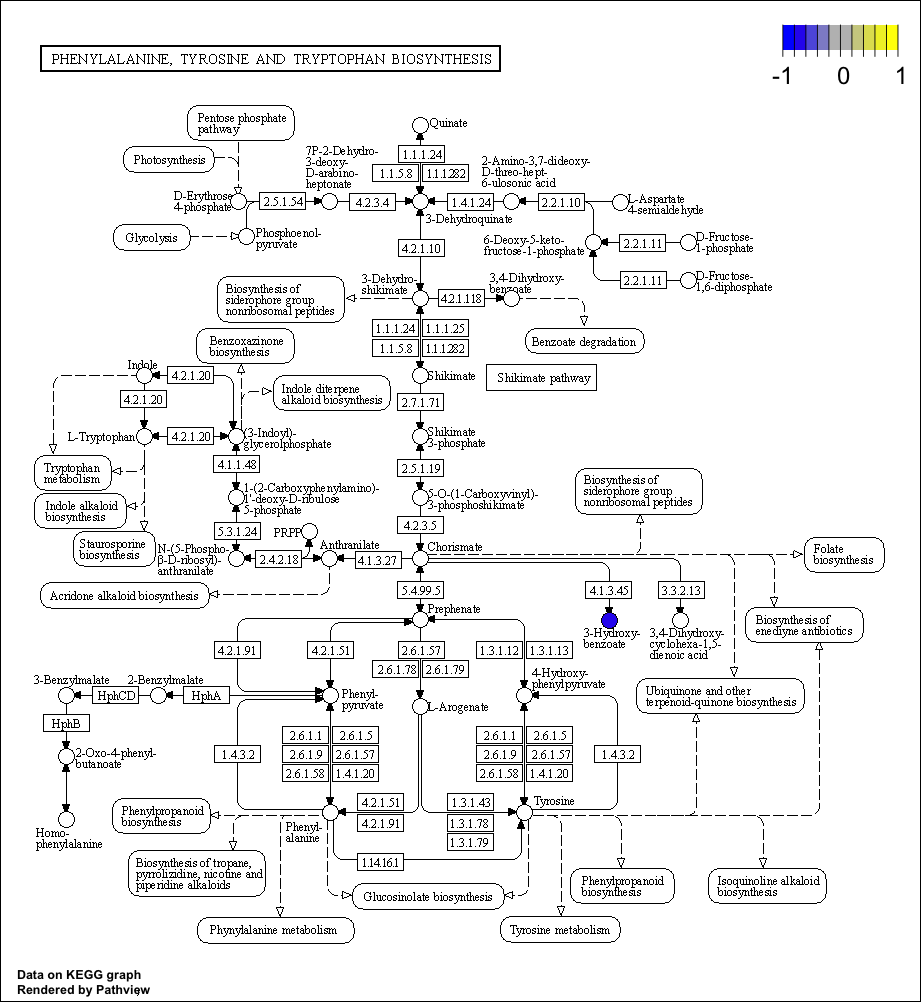 PHENYLALANINE, TYROSINE AND TRYPTOPHAN BIOSYNTHESIS
-1
0
1
Pentose phosphate
pathway
Photosynthesis
Glycolysis
D-Erythrose
4-phosphate
Phosphoenol-
pyruvate
2.5.1.54
7P-2-Dehydro-
3-deoxy-
D-arabino-
heptonate
4.2.3.4
Quinate
1.1.1.24
1.1.5.8
1.1.1.282
3-Dehydroquinate
2-Amino-3,7-dideoxy-
D-threo-hept-
6-ulosonic acid
1.4.1.24
2.2.1.10
L-Aspartate
4-semialdehyde
6-Deoxy-5-keto-
fructose-1-phosphate
2.2.1.11
D-Fructose-
1-phosphate
2.2.1.11
D-Fructose-
1,6-diphosphate
4.2.1.10
3-Dehydro-
shikimate
Biosynthesis of
siderophore group
nonribosomal peptides
4.2.1.118
3,4-Dihydroxy-
benzoate
Benzoate degradation
1.1.1.24
1.1.1.25
1.1.5.8
1.1.1.282
Shikimate
Shikimate pathway
2.7.1.71
Shikimate
3-phosphate
2.5.1.19
5-O-(1-Carboxyvinyl)-
3-phosphoshikimate
4.2.3.5
Chorismate
Benzoxazinone
biosynthesis
Indole
4.2.1.20
4.2.1.20
Indole diterpene
alkaloid biosynthesis
L-Tryptophan
4.2.1.20
(3-Indoyl)-
glycerolphosphate
Tryptophan
metabolism
4.1.1.48
Indole alkaloid
biosynthesis
1-(2-Carboxyphenylamino)-
1'-deoxy-D-ribulose
5-phosphate
Staurosporine
biosynthesis
5.3.1.24
PRPP
N-(5-Phospho-
β-D-ribosyl)-
anthranilate
2.4.2.18
Anthranilate
4.1.3.27
Acridone alkaloid biosynthesis
Biosynthesis of
siderophore group
nonribosomal peptides
Folate
biosynthesis
5.4.99.5
4.1.3.45
3.3.2.13
Prephenate
3-Hydroxy-
benzoate
3,4-Dihydroxy-
cyclohexa-1,5-
dienoic acid
Biosynthesis of
enediyne antibiotics
4.2.1.91
4.2.1.51
2.6.1.57
2.6.1.78
2.6.1.79
1.3.1.12
1.3.1.13
3-Benzylmalate
2-Benzylmalate
HphCD
HphA
Phenyl-
pyruvate
L-Arogenate
4-Hydroxy-
phenylpyruvate
Ubiquinone and other
terpenoid-quinone biosynthesis
HphB
2-Oxo-4-phenyl-
butanoate
1.4.3.2
2.6.1.1
2.6.1.5
2.6.1.9
2.6.1.57
2.6.1.58
1.4.1.20
2.6.1.1
2.6.1.5
2.6.1.9
2.6.1.57
2.6.1.58
1.4.1.20
1.4.3.2
Homo-
phenylalanine
Phenylpropanoid
biosynthesis
Phenyl-
alanine
4.2.1.51
4.2.1.91
1.3.1.43
1.3.1.78
1.3.1.79
Tyrosine
1.14.16.1
Biosynthesis of tropane,
pyrrolizidine, nicotine and
piperidine alkaloids
Glucosinolate biosynthesis
Phenylpropanoid
biosynthesis
Isoquinoline alkaloid
biosynthesis
Phynylalanine metabolism
Tyrosine metabolism
Data on KEGG graph
Rendered by Pathview